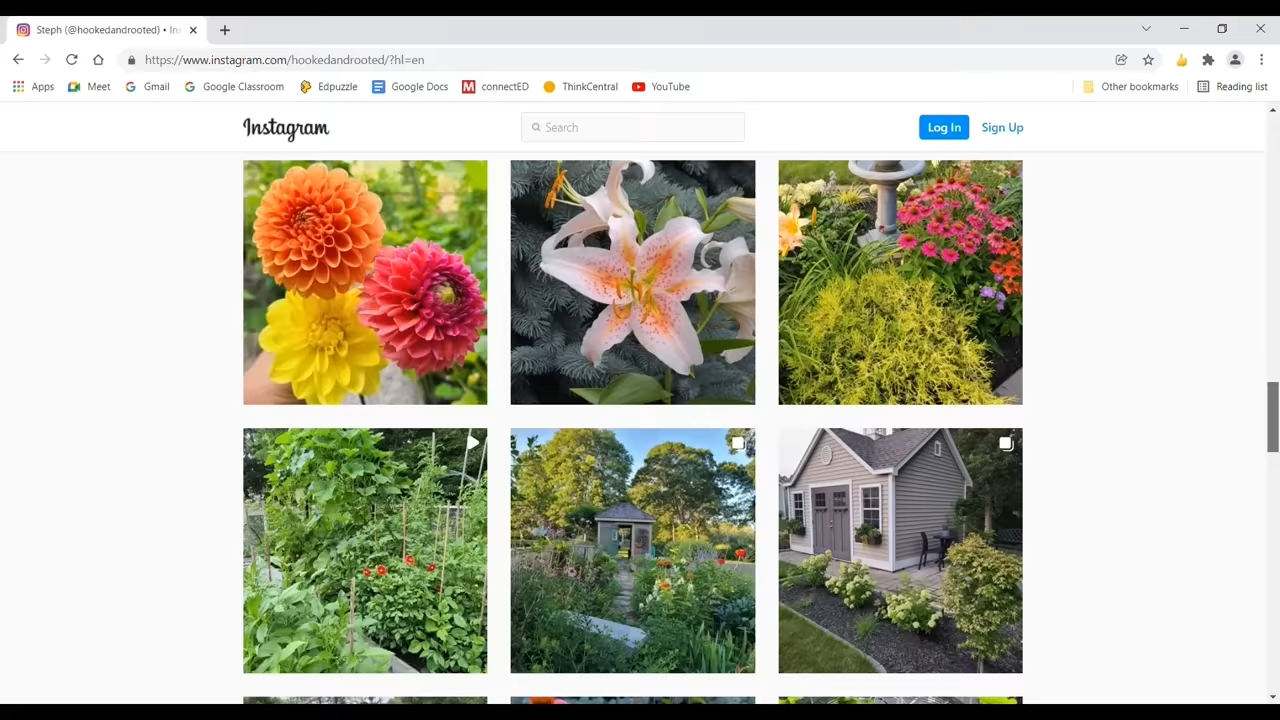 Steph (@hookedandrooted) • In
https://www.instagram.com/hookedandrooted/?hl=en
Apps Meet Gmail Google Classroom Edpuzzle Google Docs connectED ThinkCentral YouTube Other bookmarks Reading list
Instagram Search Log In Sign Up